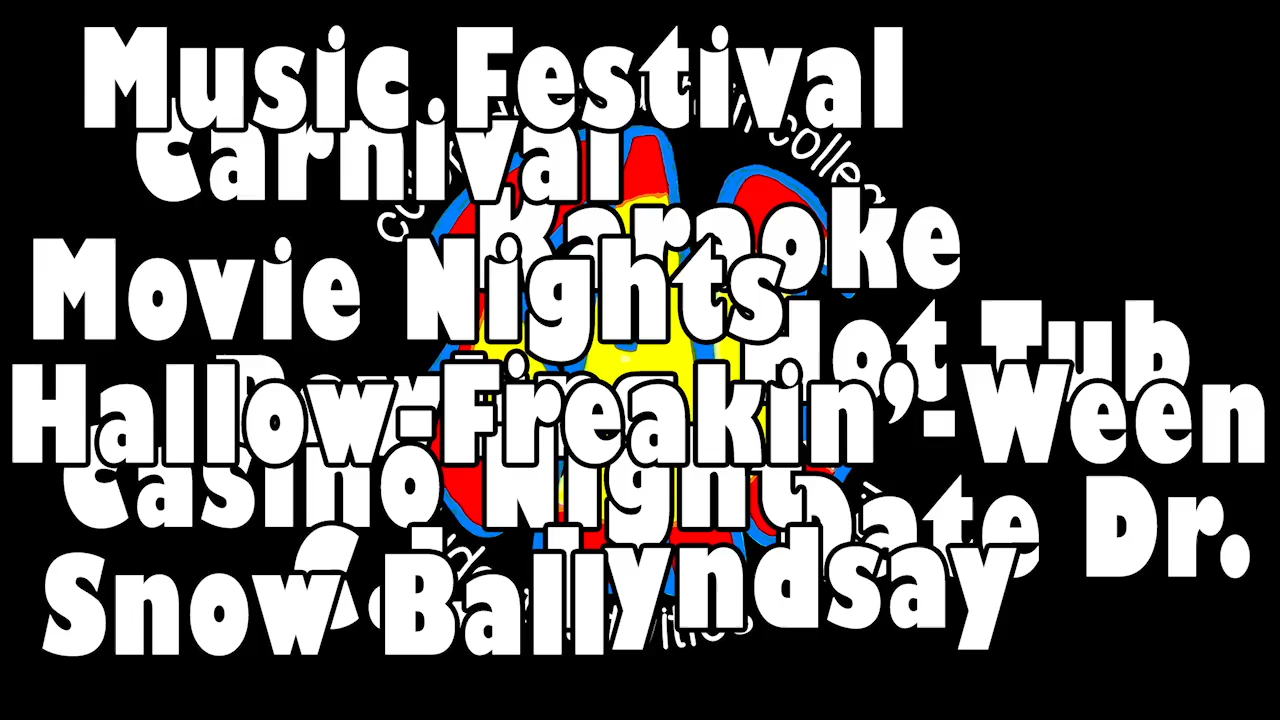 Music Festival
Carnival
Karaoke
Movie Nights
Hot Tub
Hallow-Freakin'-Ween
Casino Night
Date Dr.
Lyndsay
Snow Ball